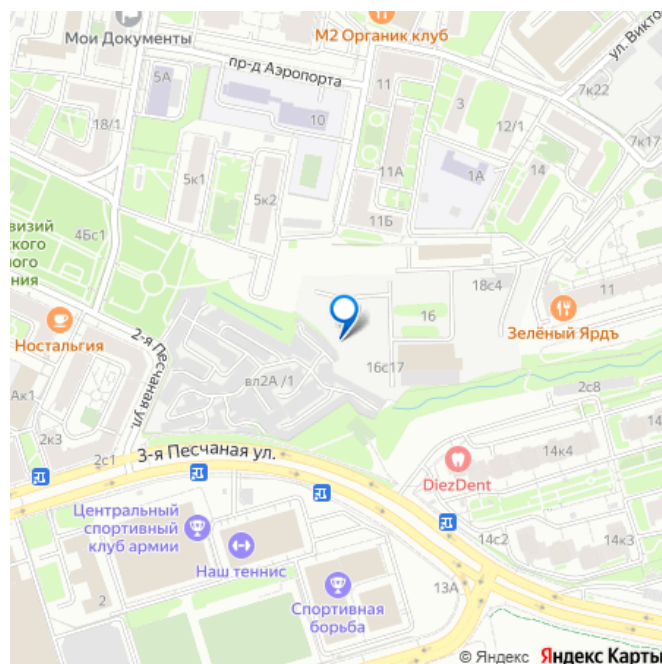 Мои Документы
М2 Органик клуб
пр-д Аэропорта
ул. Викто
5А
11
3
7к22
10
12/1
18/1
7к17
5к1
5к2
11А
1А
14
11Б
4Бс1
визий
ского
ного
ния
18с4
11
16
Зелёный Ярдъ
Ностальгия
2-я Песчаная ул.
16с17
вл2А /1
2с8
Ак1
2к3
2с1
3-я Песчаная ул.
14к4
DiezDent
Центральный
спортивный
клуб армии
14с2
14к3
Наш теннис
13А
2
Спортивная
борьба
© Яндекс Яндекс Карты